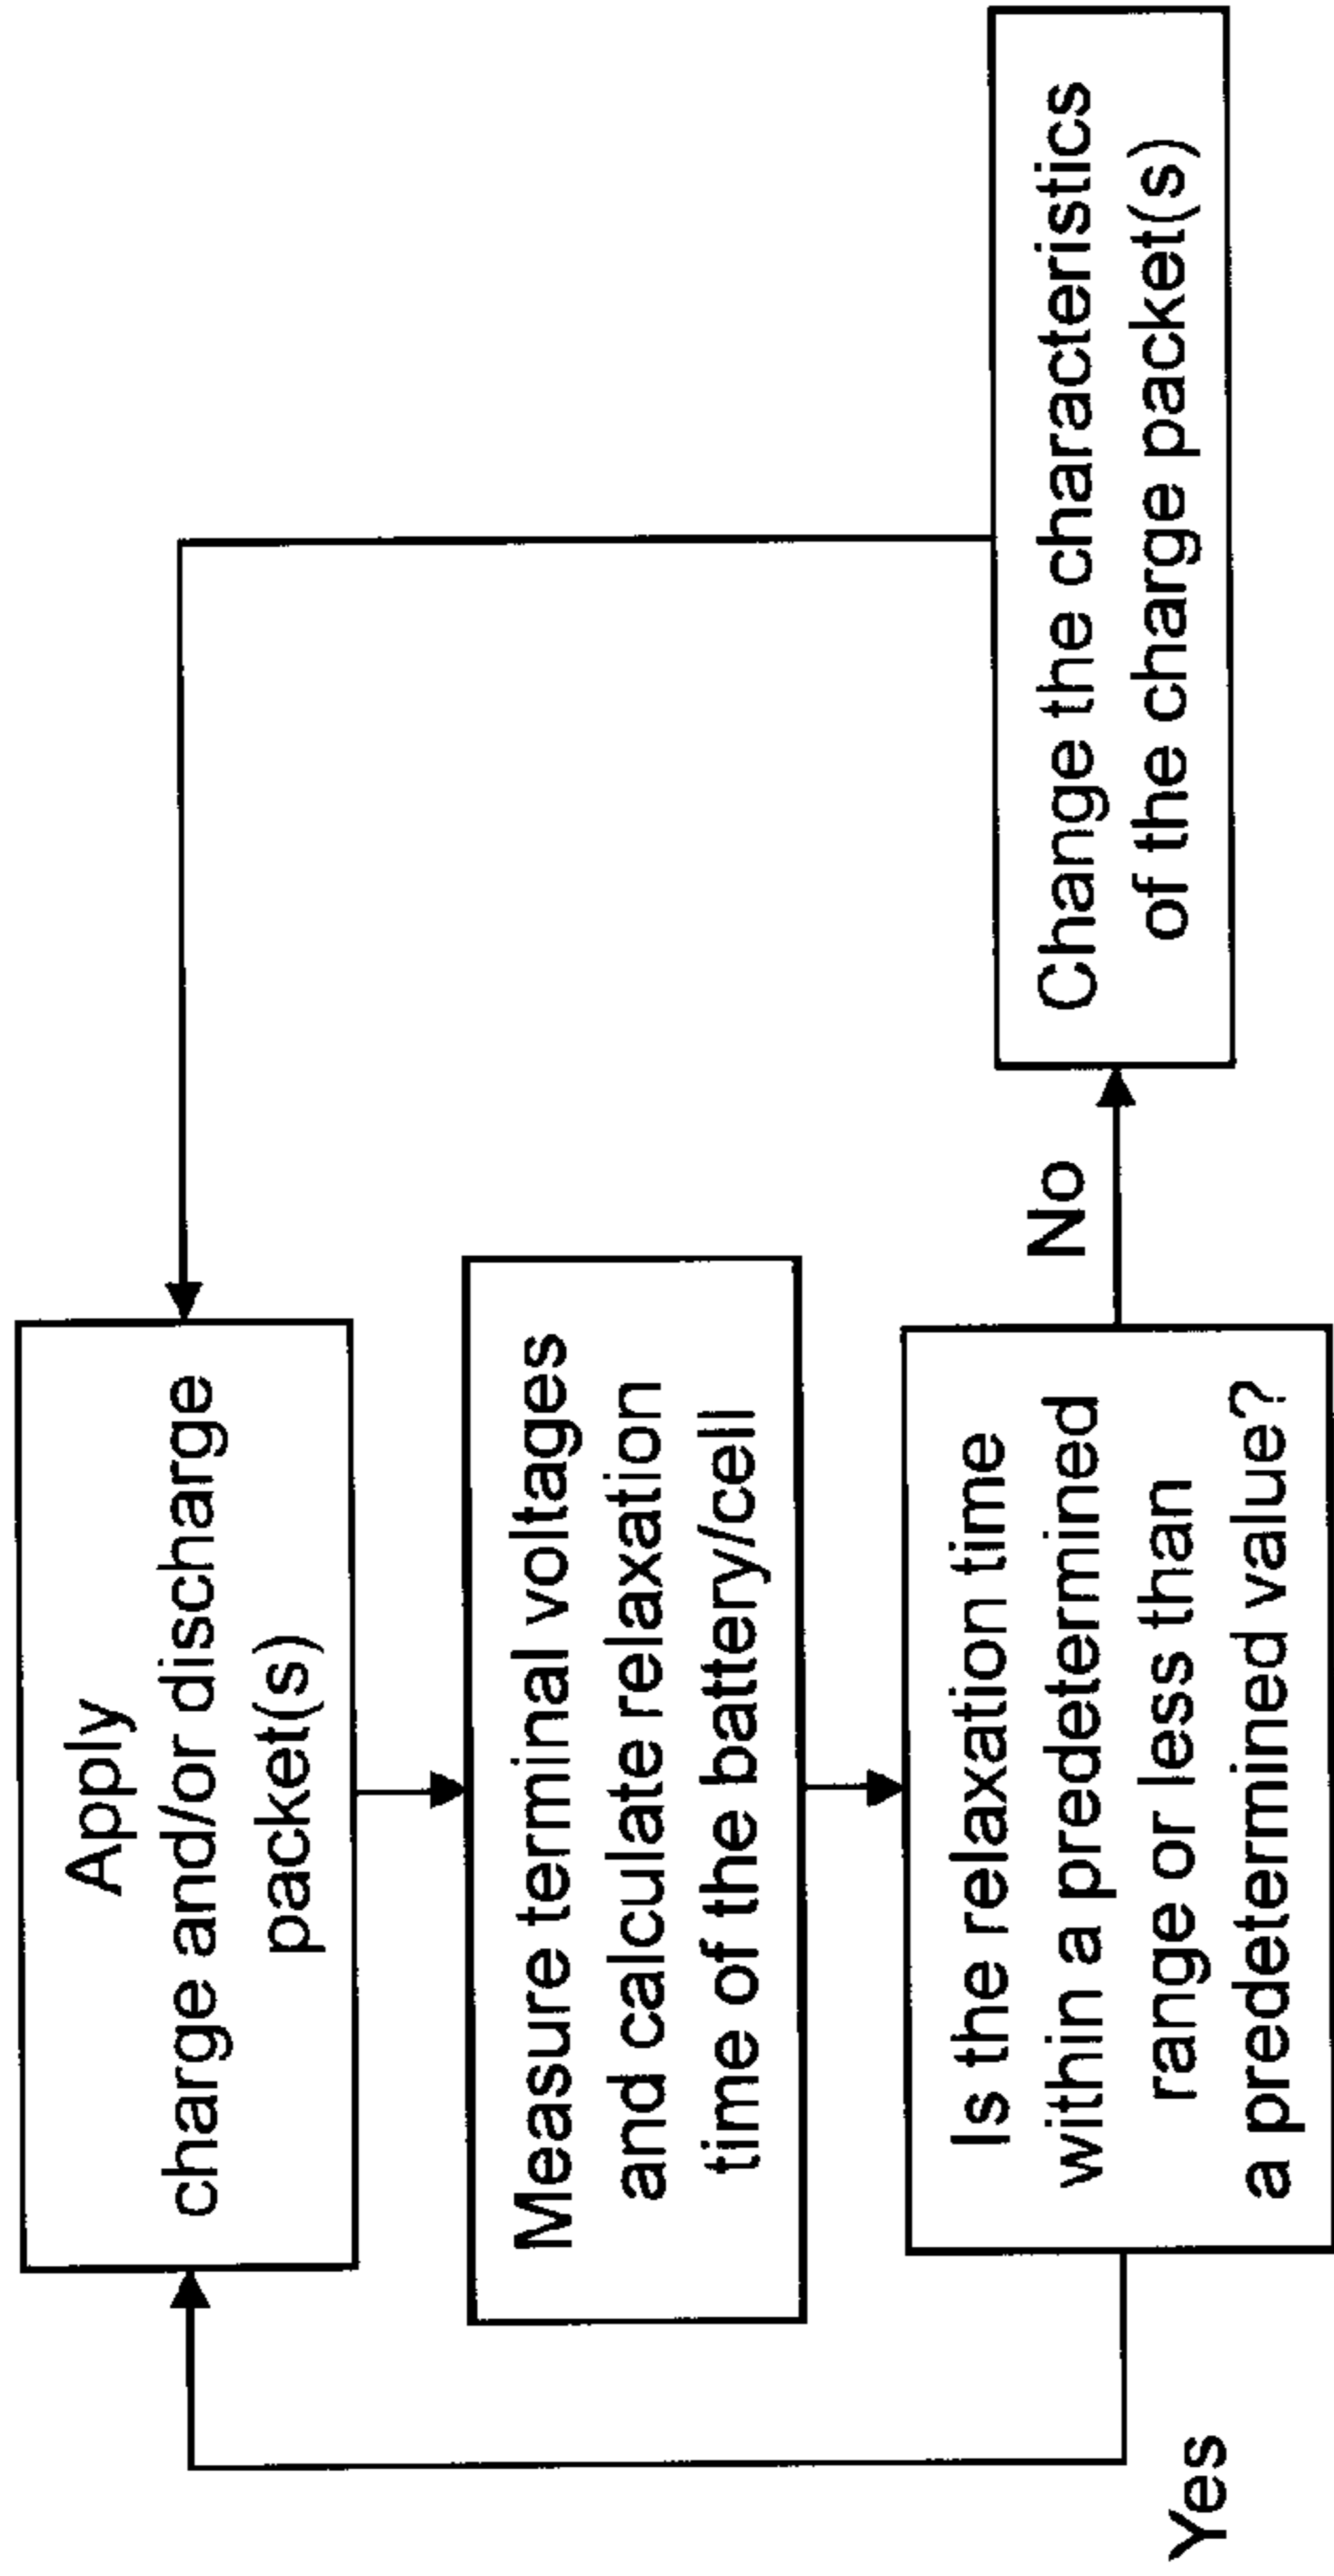 Apply
charge and/or discharge
packet(s)
Measure terminal voltages
and calculate relaxation
time of the battery/cell
Is the relaxation time
within a predetermined
range or less than
a predetermined value?
Yes
No
Change the characteristics
of the charge packet(s)